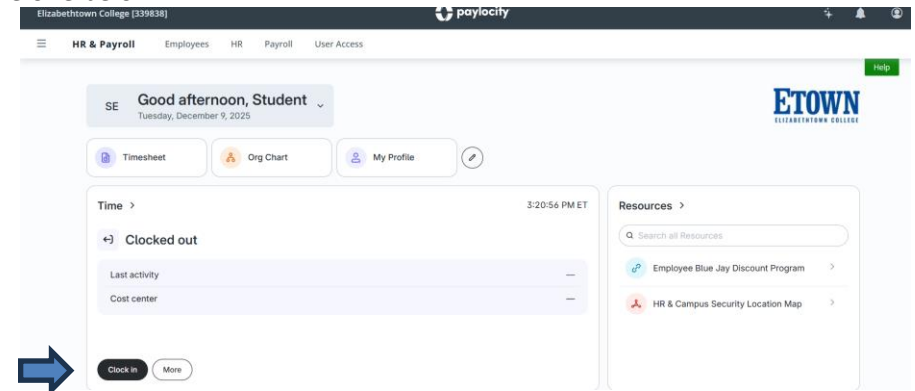 Elizabethtown College [339838]
paylocity
HR & Payroll Employees HR Payroll User Access
Help
SE
Good afternoon, Student
Tuesday, December 9, 2025
ETOWN
ELIZABETHTOWN COLLEGE
Timesheet
Org Chart
My Profile
Time >
3:20:56 PM ET
Clocked out
Last activity —
Cost center —
Clock in
More
Resources >
Search all Resources
Employee Blue Jay Discount Program >
HR & Campus Security Location Map >